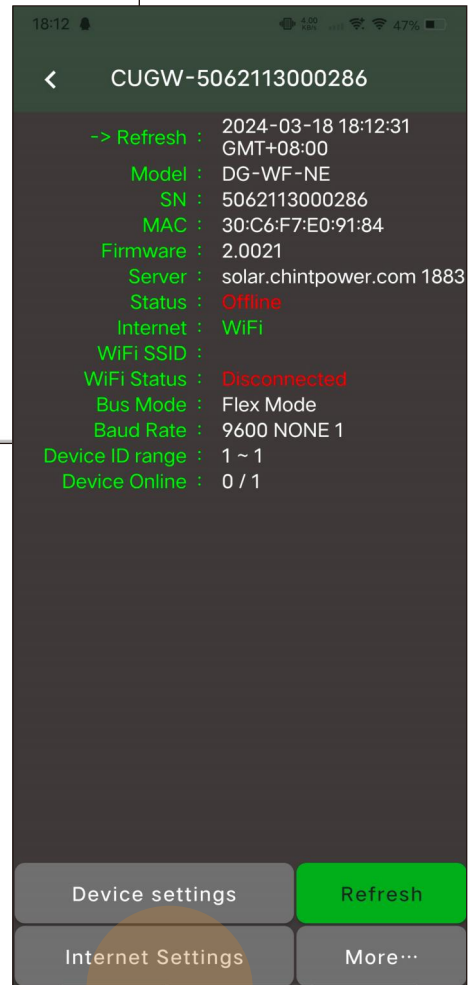 18:12
4.00
KB/s
47%
CUGW-5062113000286
-> Refresh : 2024-03-18 18:12:31
GMT+08:00
Model : DG-WF-NE
SN : 5062113000286
MAC : 30:C6:F7:E0:91:84
Firmware : 2.0021
Server : solar.chintpower.com 1883
Status : Offline
Internet : WiFi
WiFi SSID :
WiFi Status : Disconnected
Bus Mode : Flex Mode
Baud Rate : 9600 NONE 1
Device ID range : 1 ~ 1
Device Online : 0 / 1
Device settings
Refresh
Internet Settings
More···